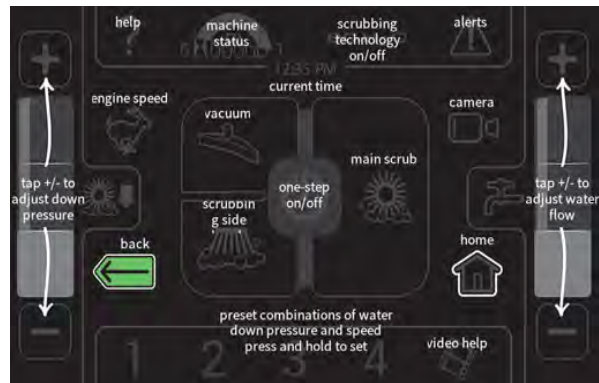 help
machine
status
scrubbing
technology
on/off
alerts
12:35 PM
current time
engine speed
camera
vacuum
main scrub
one-step
on/off
scrubbin
g side
tap +/- to
adjust down
pressure
tap +/- to
adjust water
flow
back
home
preset combinations of water
down pressure and speed
press and hold to set
1 2 3 4
video help